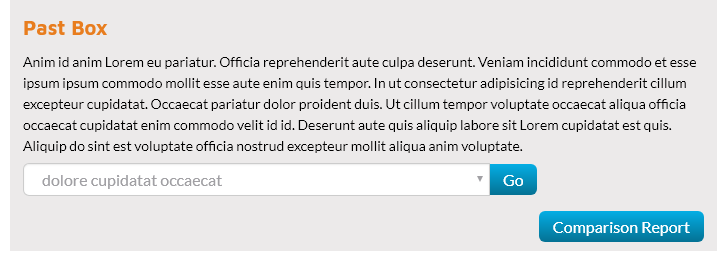 Past Box
Anim id anim Lorem eu pariatur. Officia reprehenderit aute culpa deserunt. Veniam incididunt commodo et esse
ipsum ipsum commodo mollit esse aute enim quis tempor. In ut consectetur adipisicing id reprehenderit cillum
excepteur cupidatat. Occaecat pariatur dolor proident duis. Ut cillum tempor voluptate occaecat aliqua officia
occaecat cupidatat enim commodo velit id id. Deserunt aute quis aliquip labore sit Lorem cupidatat est quis.
Aliquip do sint est voluptate officia nostrud excepteur mollit aliqua anim voluptate.
dolore cupidatat occaecat
Go
Comparison Report